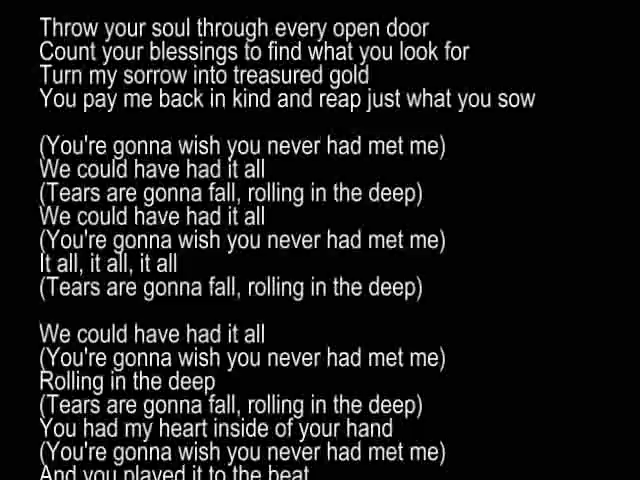 Throw your soul through every open door
Count your blessings to find what you look for
Turn my sorrow into treasured gold
You pay me back in kind and reap just what you sow
(You're gonna wish you never had met me)
We could have had it all
(Tears are gonna fall, rolling in the deep)
We could have had it all
(You're gonna wish you never had met me)
It all, it all, it all
(Tears are gonna fall, rolling in the deep)
We could have had it all
(You're gonna wish you never had met me)
Rolling in the deep
(Tears are gonna fall, rolling in the deep)
You had my heart inside of your hand
(You're gonna wish you never had met me)
And you played it to the beat